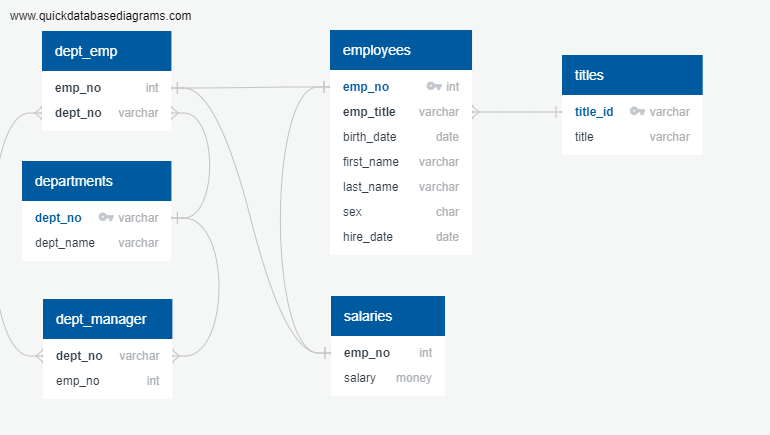 www.quickdatabasediagrams.com
dept_emp
emp_no int
dept_no varchar
departments
dept_no varchar
dept_name varchar
dept_manager
dept_no varchar
emp_no int
employees
emp_no int
emp_title varchar
birth_date date
first_name varchar
last_name varchar
sex char
hire_date date
salaries
emp_no int
salary money
titles
title_id varchar
title varchar